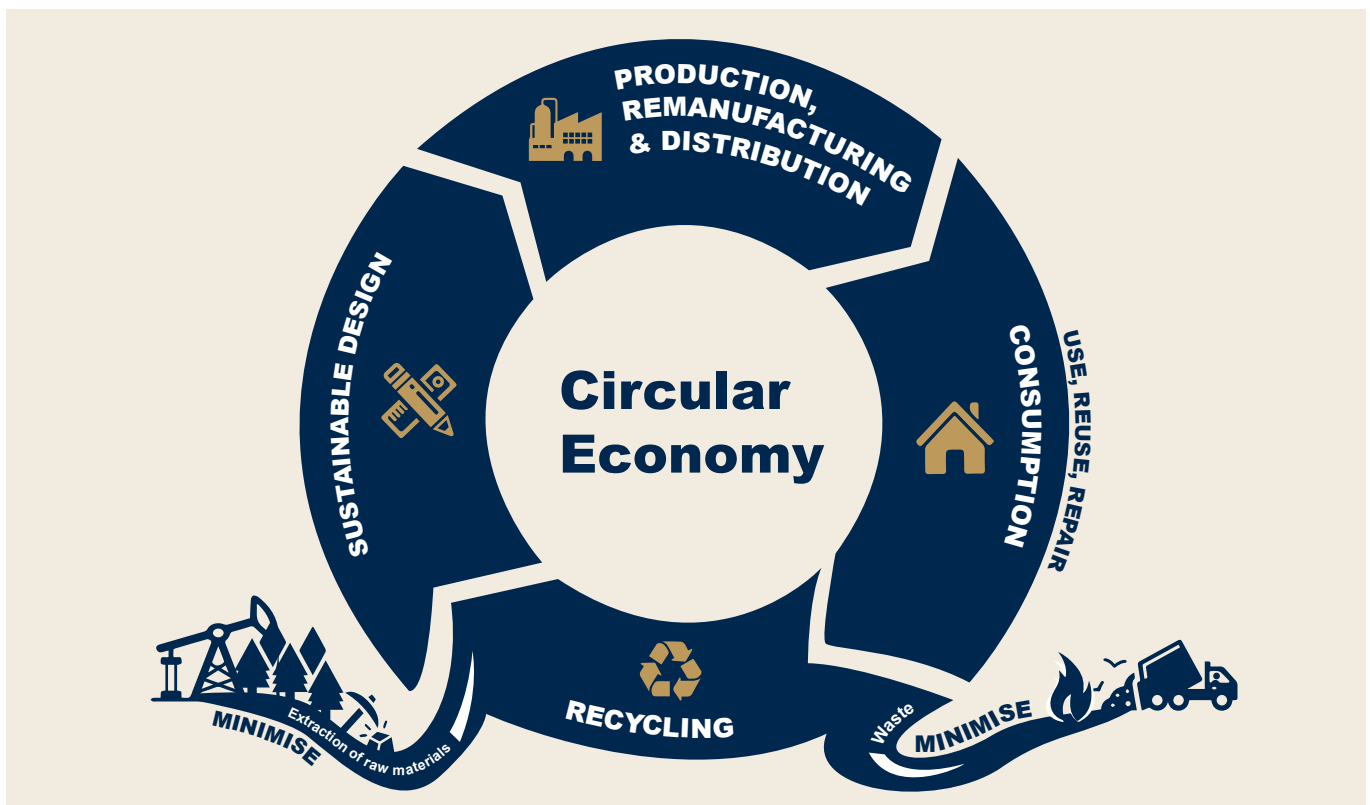 PRODUCTION,
REMANUFACTURING
& DISTRIBUTION
SUSTAINABLE DESIGN
Circular
Economy
CONSUMPTION
USE, REUSE, REPAIR
RECYCLING
MINIMISE
Extraction of raw materials
Waste
MINIMISE